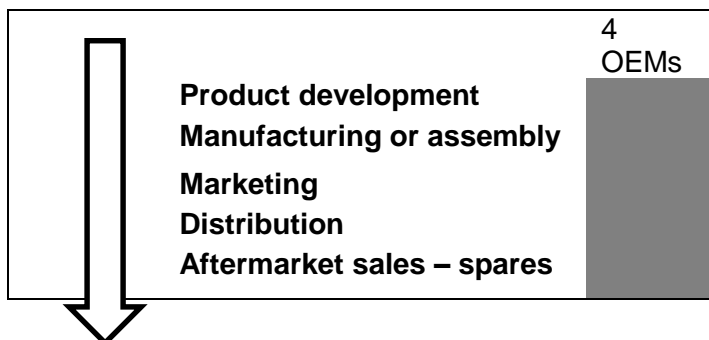 4
OEMs
Product development
Manufacturing or assembly
Marketing
Distribution
Aftermarket sales – spares